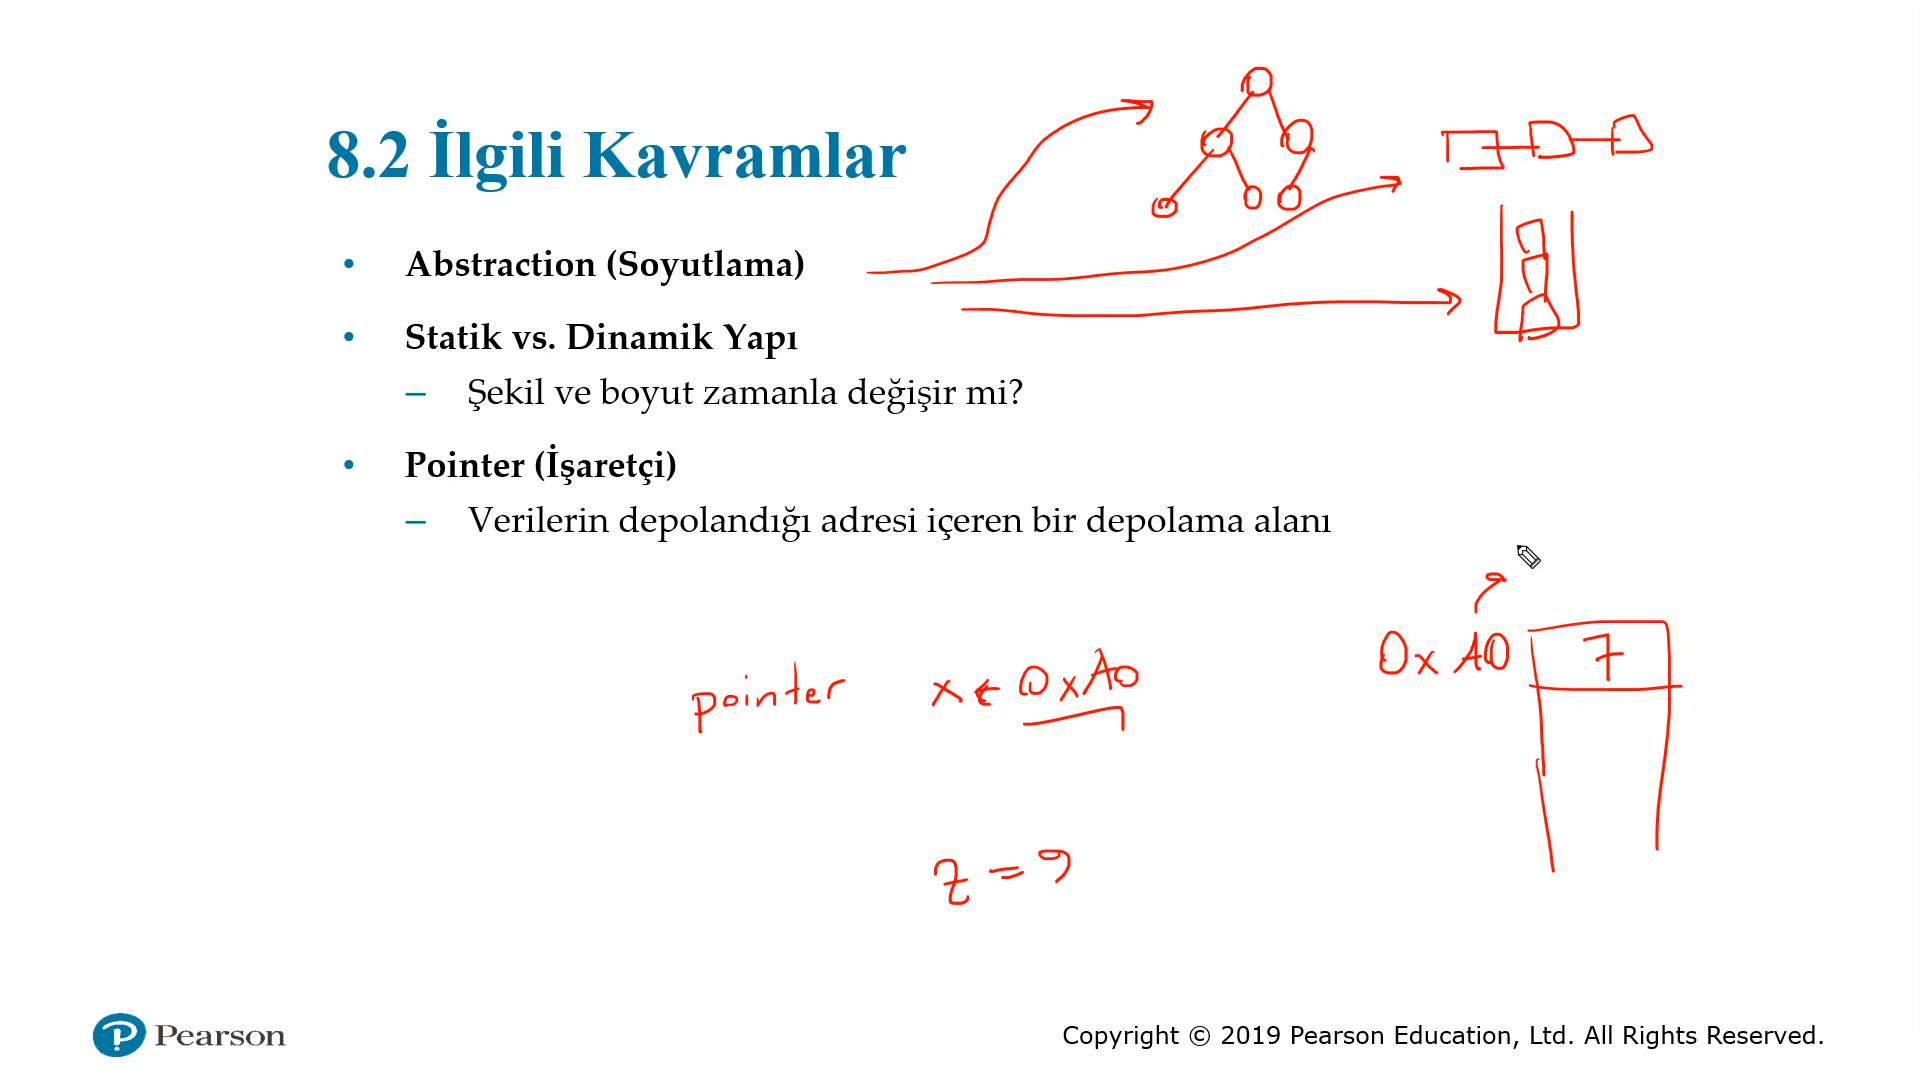 8.2 İlgili Kavramlar
• Abstraction (Soyutlama)
• Statik vs. Dinamik Yapı
– Şekil ve boyut zamanla değişir mi?
• Pointer (İşaretçi)
– Verilerin depolandığı adresi içeren bir depolama alanı
0xA0 7
pointer x ← 0xA0
z = 9
Pearson
Copyright © 2019 Pearson Education, Ltd. All Rights Reserved.